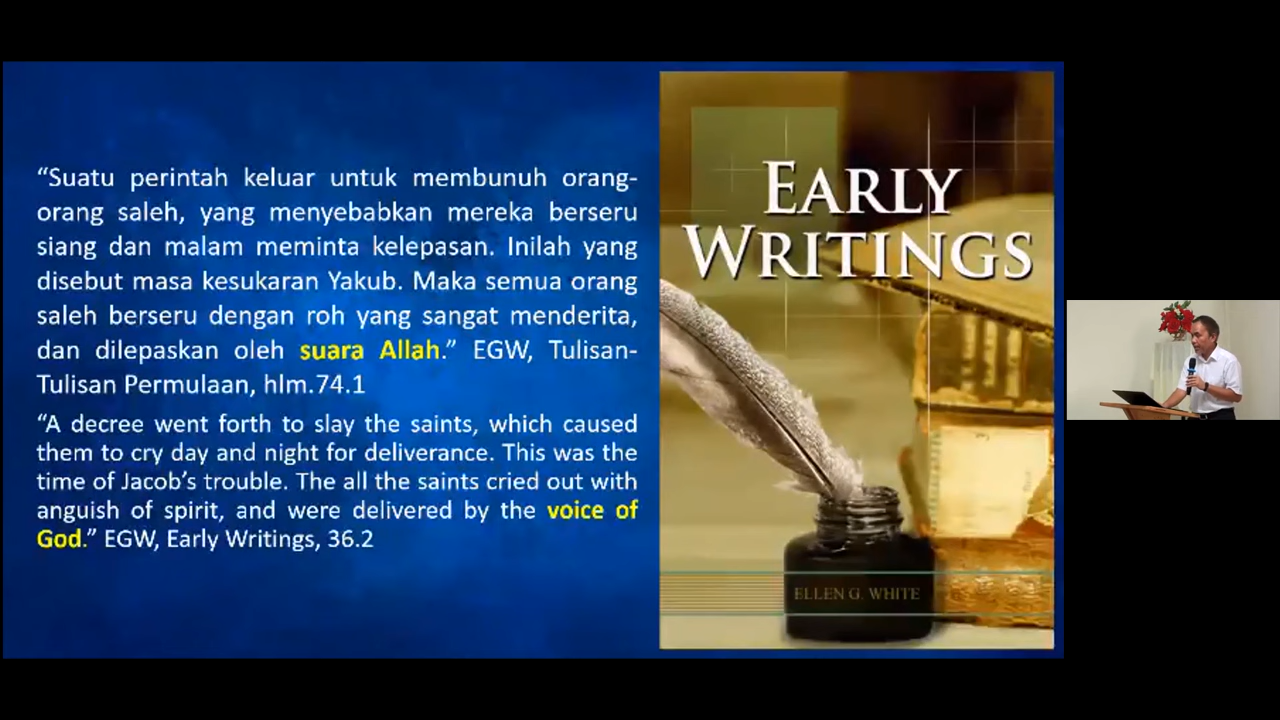 “Suatu perintah keluar untuk membunuh orang-
orang saleh, yang menyebabkan mereka berseru
siang dan malam meminta kelepasan. Inilah yang
disebut masa kesukaran Yakub. Maka semua orang
saleh berseru dengan roh yang sangat menderita,
dan dilepaskan oleh suara Allah.” EGW, Tulisan-
Tulisan Permulaan, hlm.74.1
“A decree went forth to slay the saints, which caused
them to cry day and night for deliverance. This was the
time of Jacob’s trouble. The all the saints cried out with
anguish of spirit, and were delivered by the voice of
God.” EGW, Early Writings, 36.2
EARLY
WRITINGS
ELLEN G. WHITE